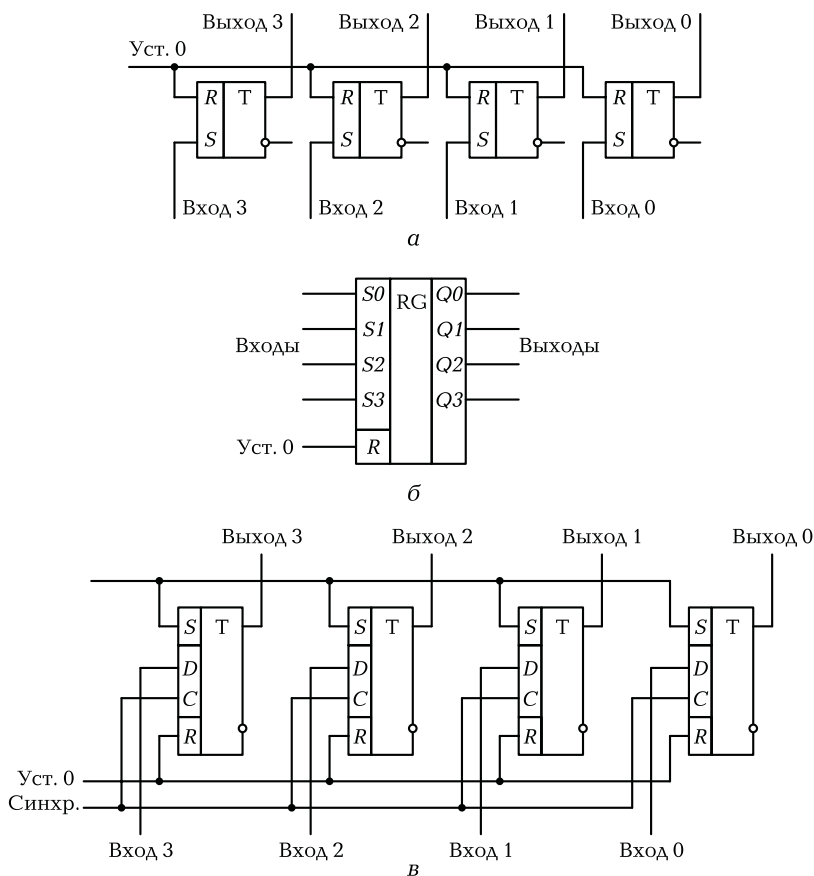 Выход 3 Выход 2 Выход 1 Выход 0
Уст. 0
R T R T R T R T
S S S S
Вход 3 Вход 2 Вход 1 Вход 0
а
S0 RG Q0
S1 Q1
Входы Выходы
S2 Q2
S3 Q3
Уст. 0 R
б
Выход 3 Выход 2 Выход 1 Выход 0
S T S T S T S T
D D D D
C C C C
R R R R
Уст. 0
Синхр.
Вход 3 Вход 2 Вход 1 Вход 0
в